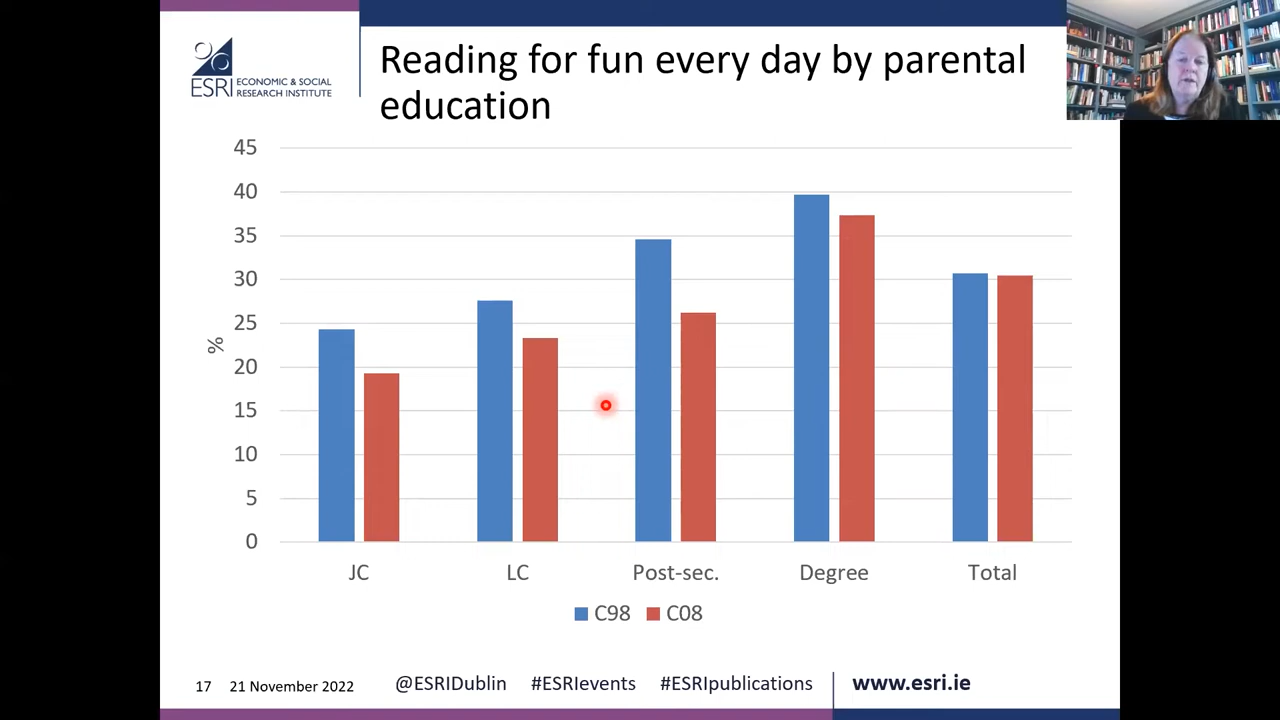 ESRI ECONOMIC & SOCIAL
RESEARCH INSTITUTE
Reading for fun every day by parental
education
45
40
35
30
25
20
15
10
5
0
%
JC LC Post-sec. Degree Total
C98 C08
17 21 November 2022 @ESRIDublin #ESRIevents #ESRIpublications www.esri.ie